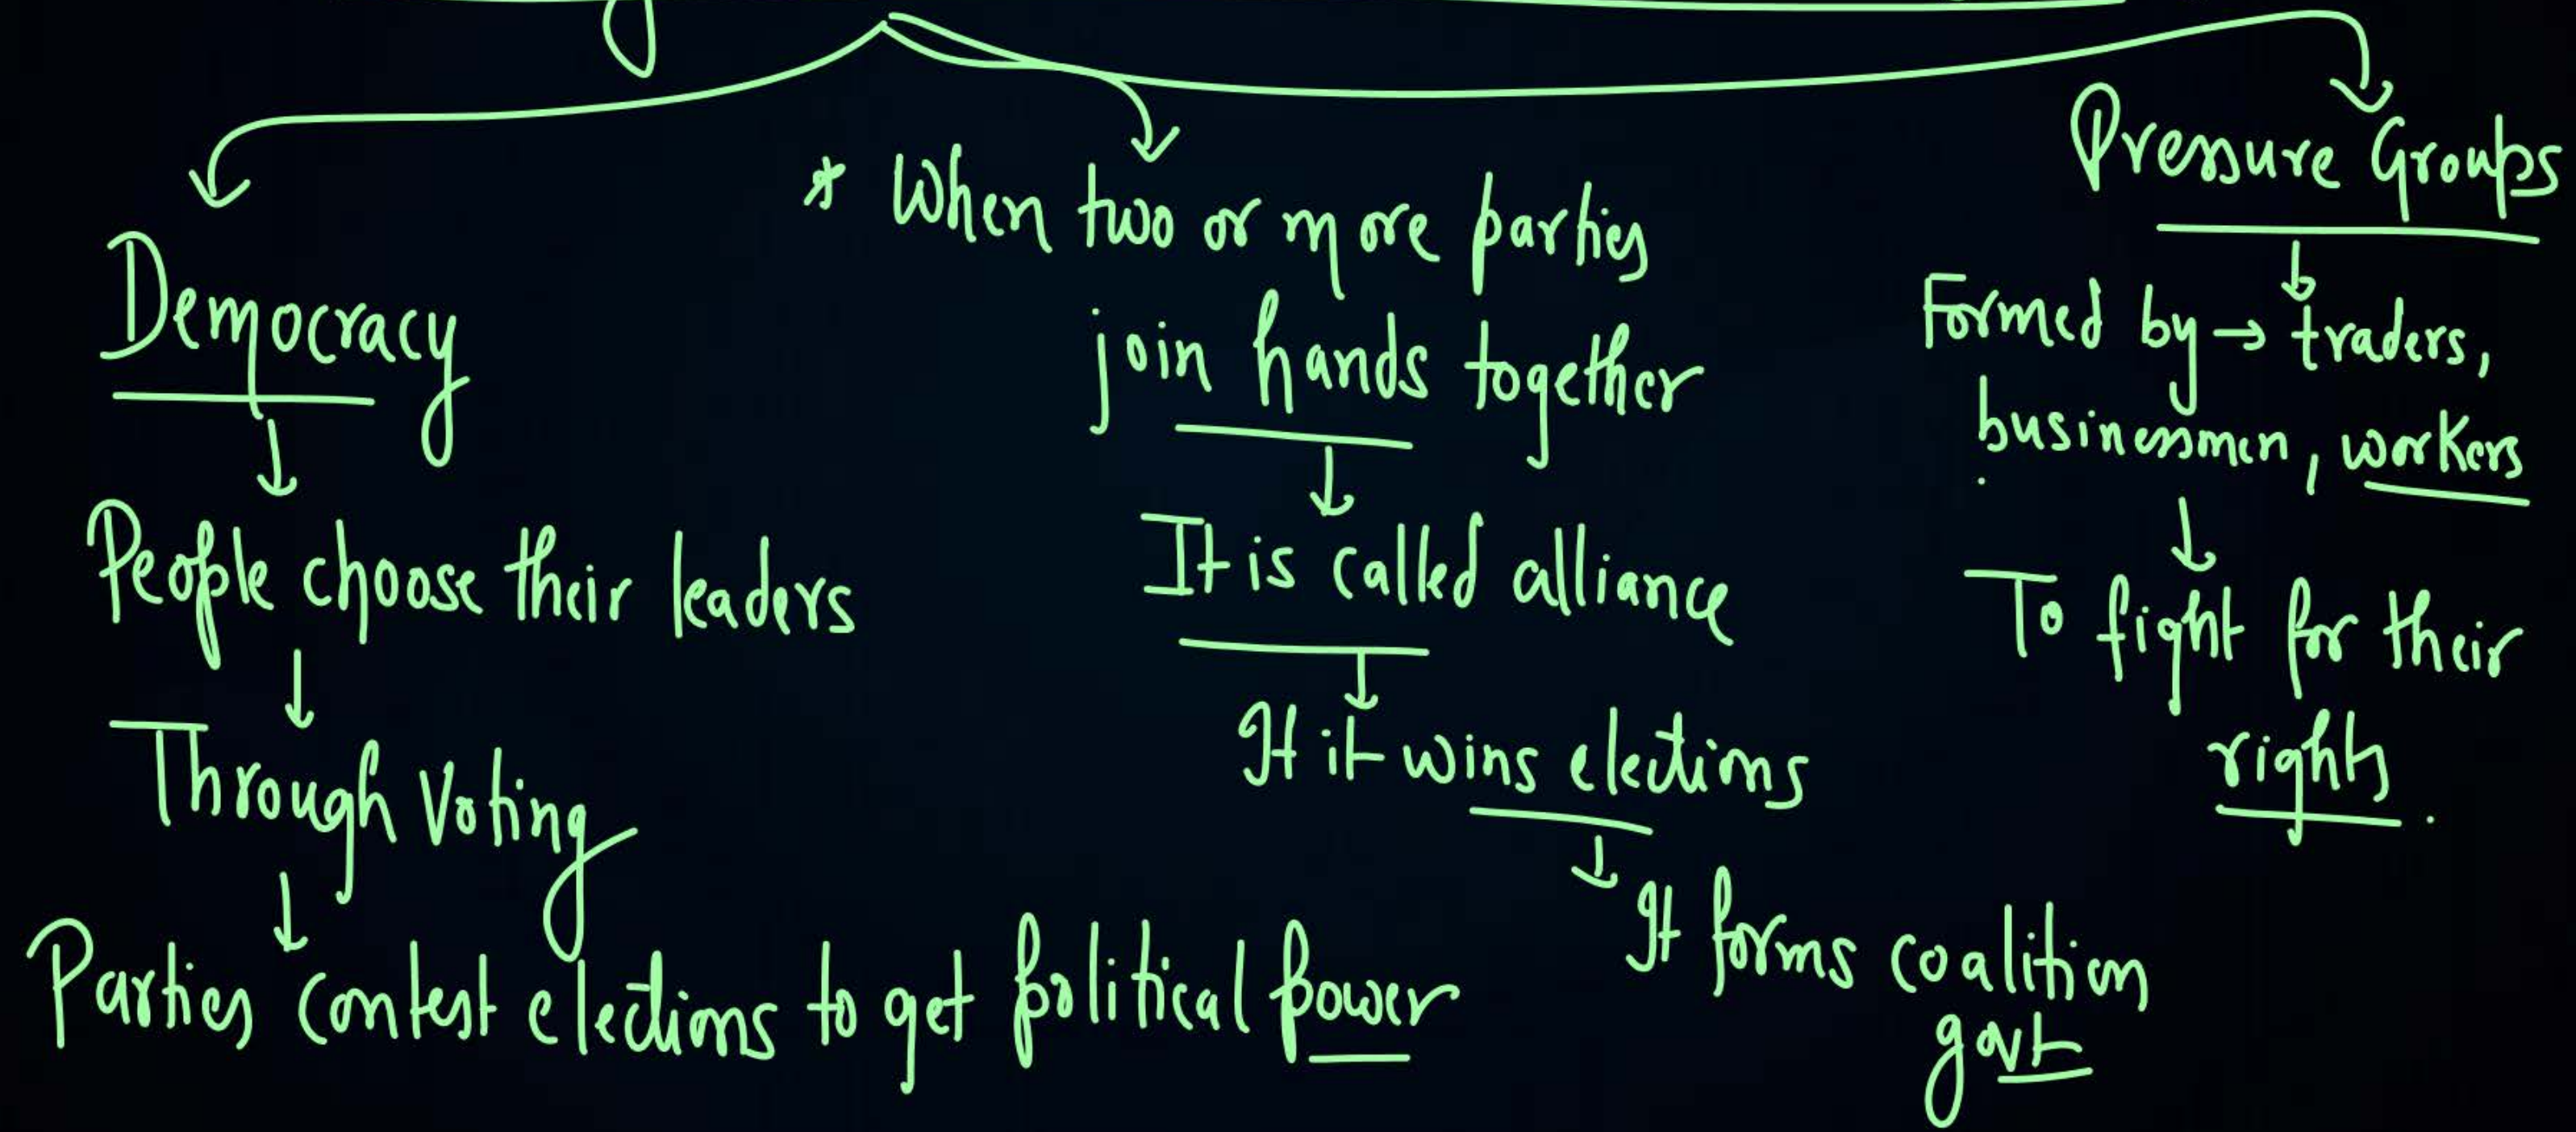 Democracy
↓
People choose their leaders
↓
Through Voting
↓
Parties contest elections to get political power
* When two or more parties
join hands together
↓
It is called alliance
↓
If it wins elections
↓
It forms coalition
govt
Pressure Groups
↓
Formed by → traders,
businessmen, workers
↓
To fight for their
rights.